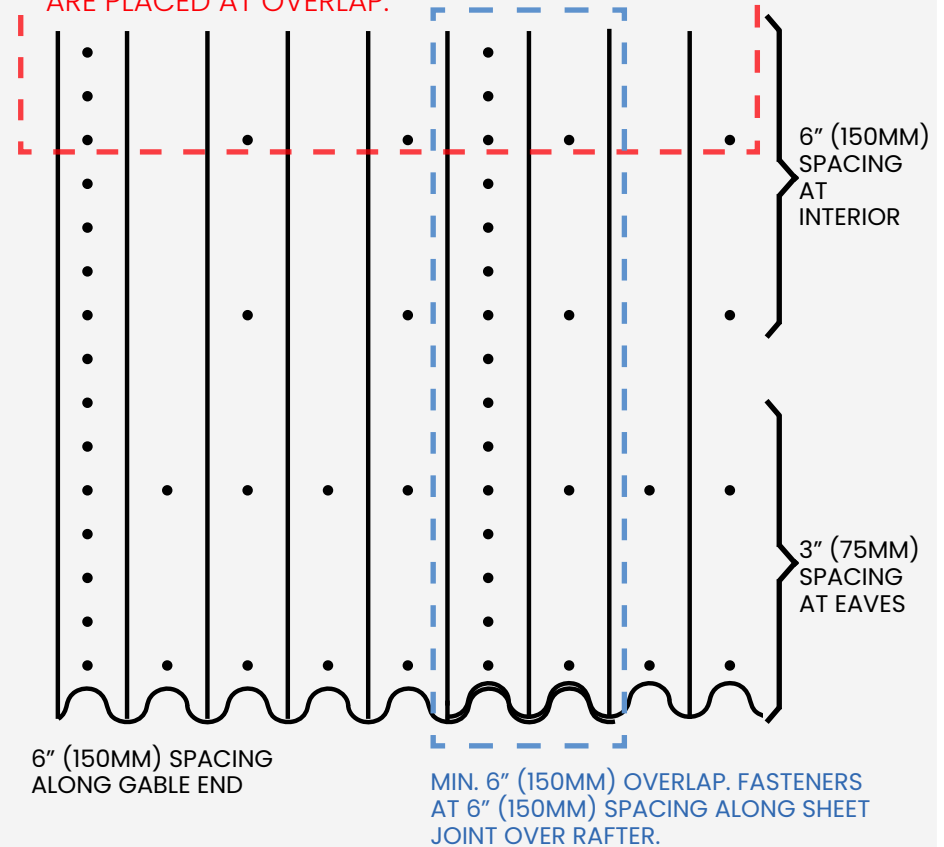 ARE PLACED AT OVERLAP.
6” (150MM)
SPACING
AT
INTERIOR
3” (75MM)
SPACING
AT EAVES
6” (150MM) SPACING
ALONG GABLE END
MIN. 6” (150MM) OVERLAP. FASTENERS
AT 6” (150MM) SPACING ALONG SHEET
JOINT OVER RAFTER.